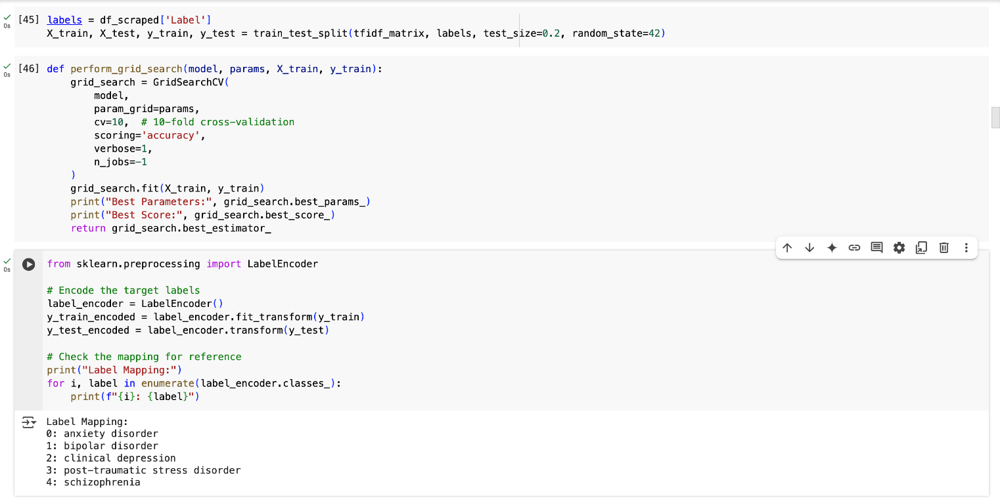 [45] labels = df_scraped['Label']
0s
X_train, X_test, y_train, y_test = train_test_split(tfidf_matrix, labels, test_size=0.2, random_state=42)
[46] def perform_grid_search(model, params, X_train, y_train):
0s
    grid_search = GridSearchCV(
        model,
        param_grid=params,
        cv=10,  # 10-fold cross-validation
        scoring='accuracy',
        verbose=1,
        n_jobs=-1
    )
    grid_search.fit(X_train, y_train)
    print("Best Parameters:", grid_search.best_params_)
    print("Best Score:", grid_search.best_score_)
    return grid_search.best_estimator_
from sklearn.preprocessing import LabelEncoder
0s
# Encode the target labels
label_encoder = LabelEncoder()
y_train_encoded = label_encoder.fit_transform(y_train)
y_test_encoded = label_encoder.transform(y_test)
# Check the mapping for reference
print("Label Mapping:")
for i, label in enumerate(label_encoder.classes_):
    print(f"{i}: {label}")
Label Mapping:
0: anxiety disorder
1: bipolar disorder
2: clinical depression
3: post-traumatic stress disorder
4: schizophrenia